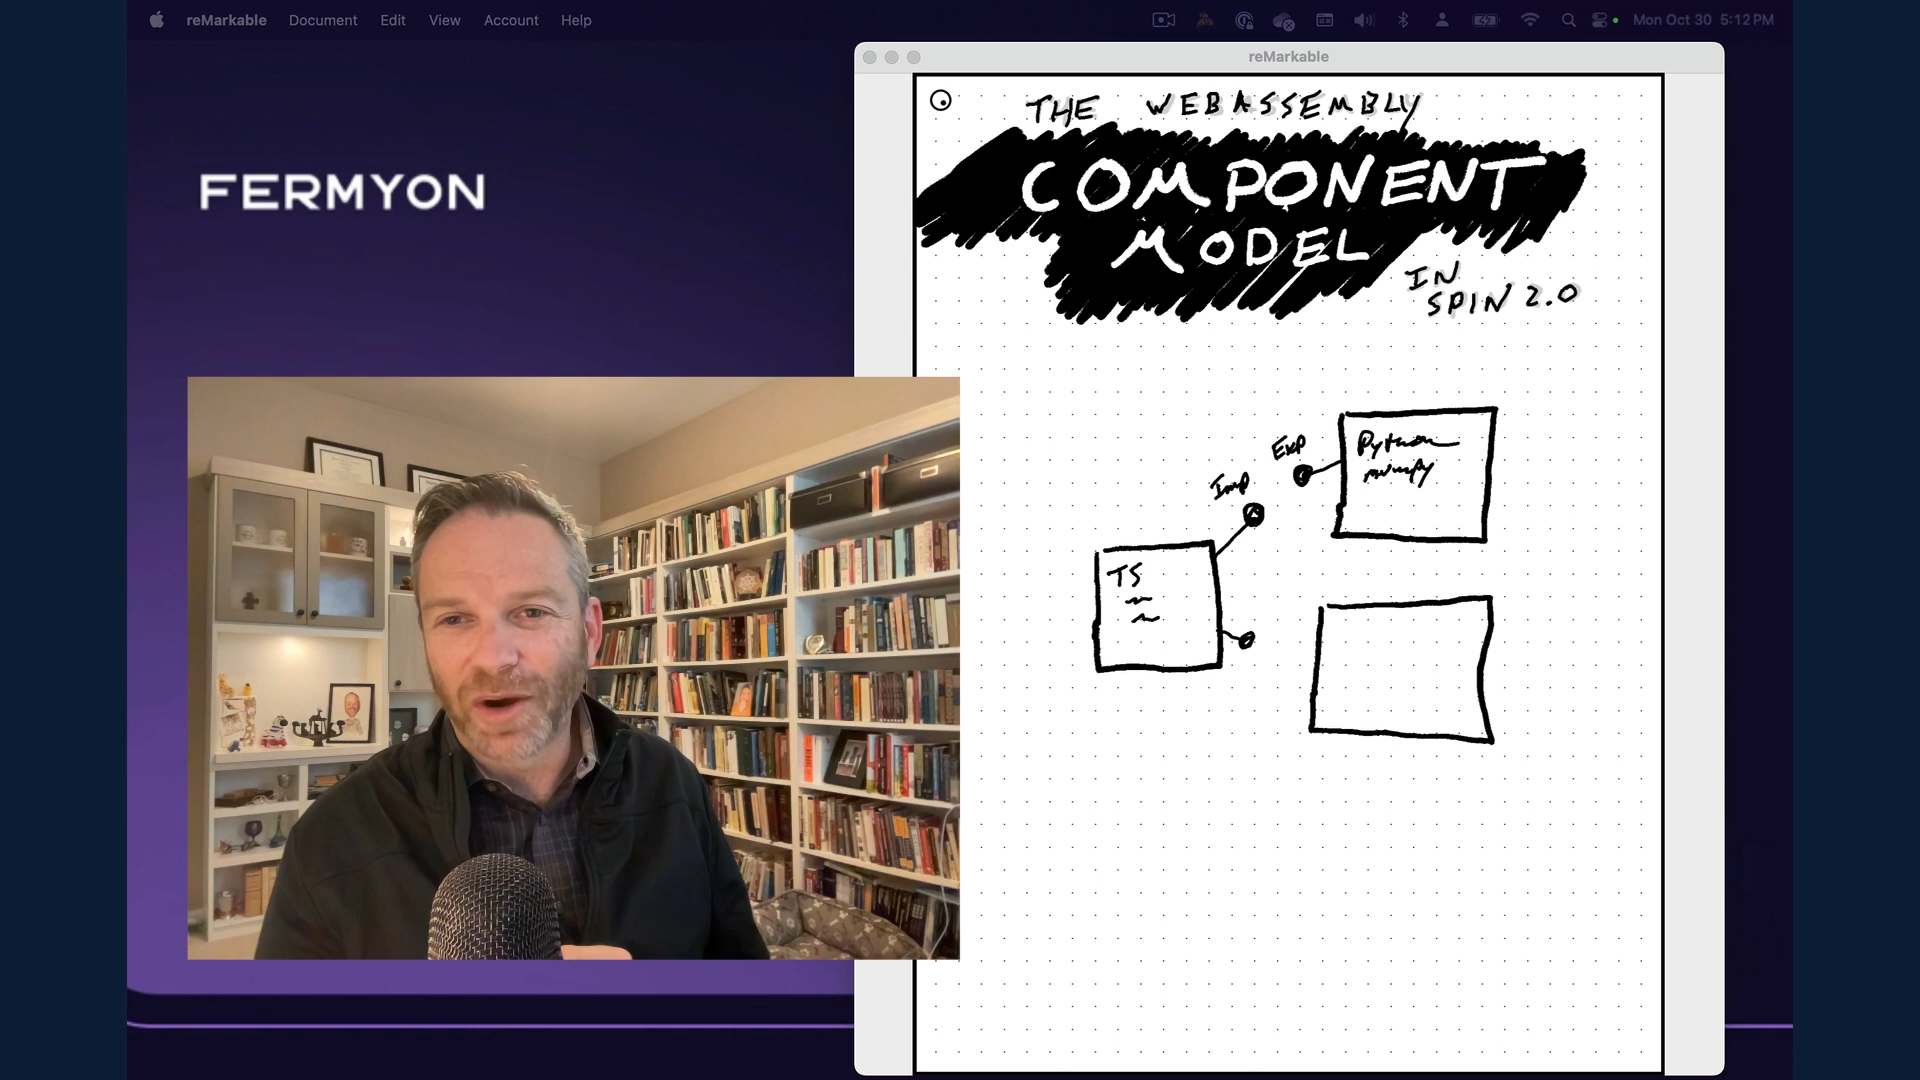 reMarkable Document Edit View Account Help
Mon Oct 30 5:12 PM
reMarkable
FERMYON
THE WEBASSEMBLY
COMPONENT
MODEL
IN
SPIN 2.0
Exp
Python
numpy
Imp
TS